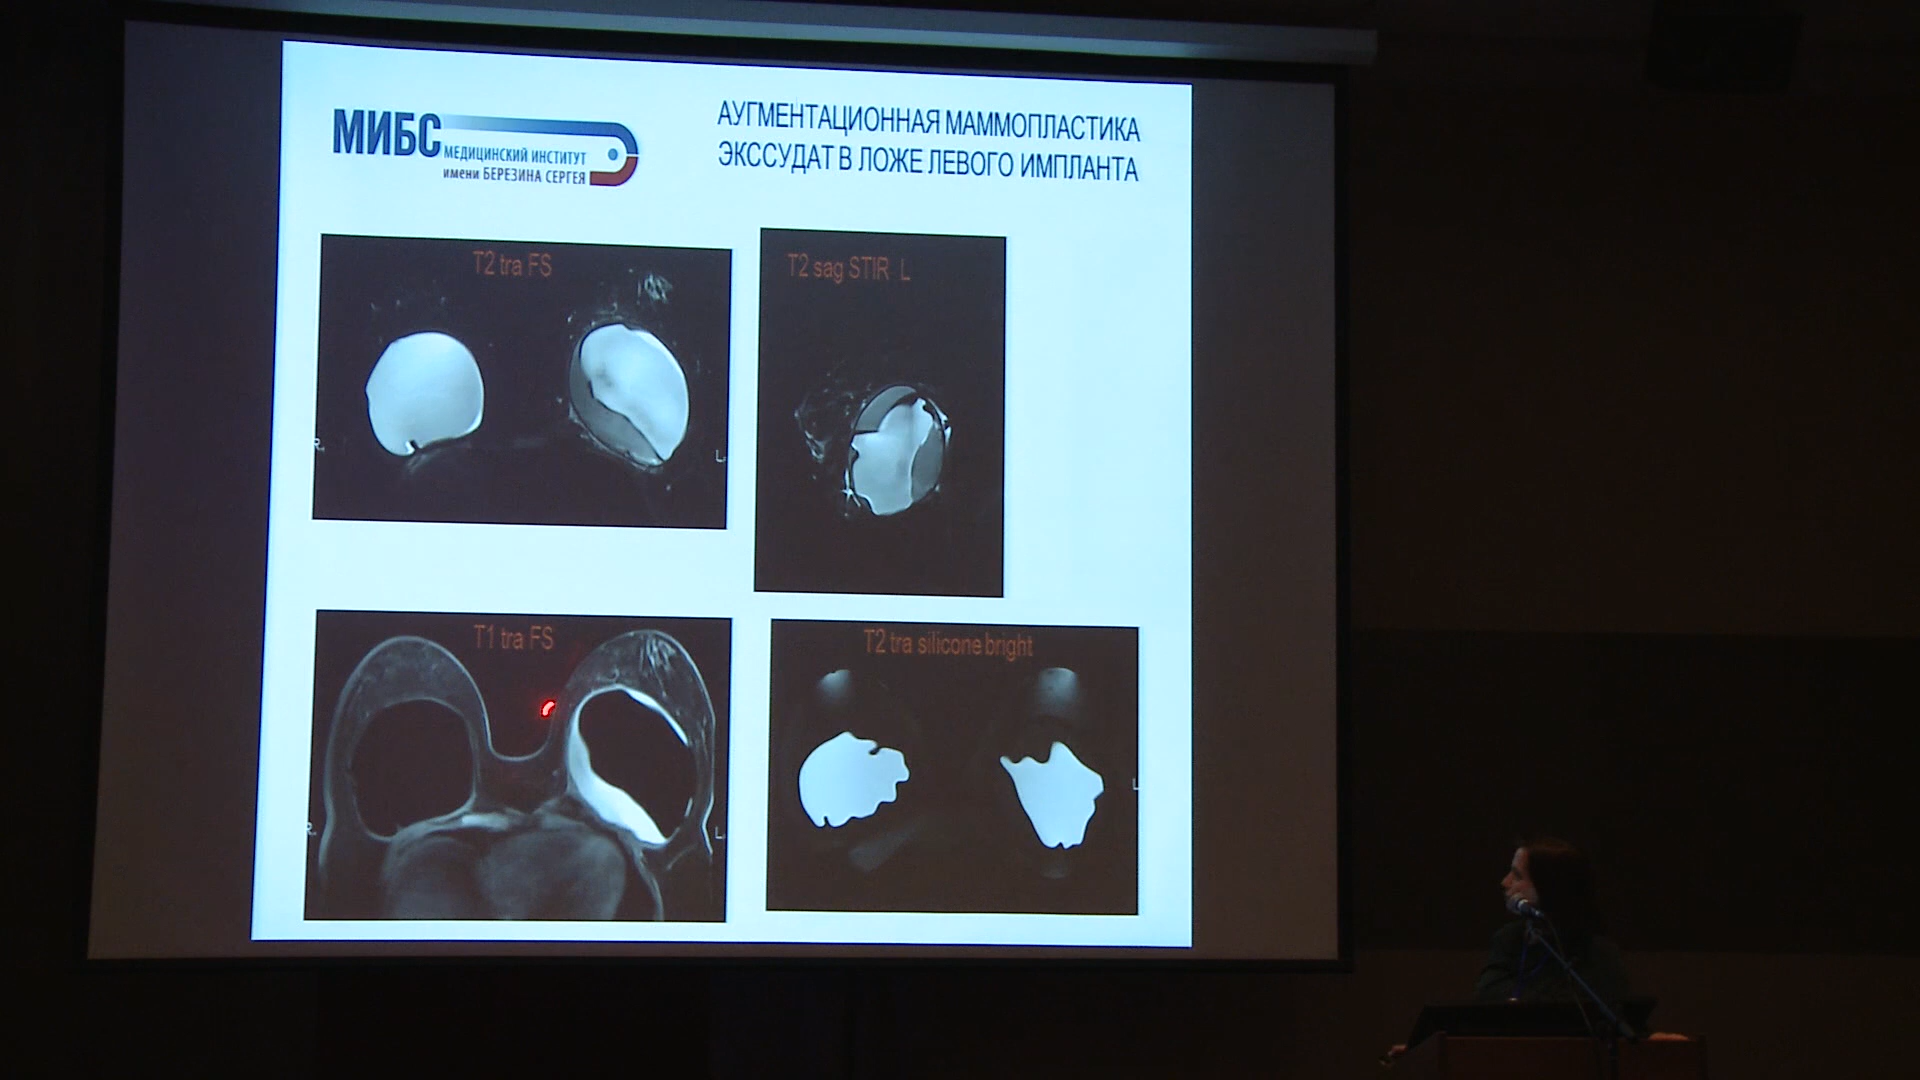 МИБС
МЕДИЦИНСКИЙ ИНСТИТУТ
имени БЕРЕЗИНА СЕРГЕЯ
АУГМЕНТАЦИОННАЯ МАММОПЛАСТИКА
ЭКССУДАТ В ЛОЖЕ ЛЕВОГО ИМПЛАНТА
T2 tra FS
R
L
T2 sag STIR L
T1 tra FS
R
L
T2 tra silicone bright
L